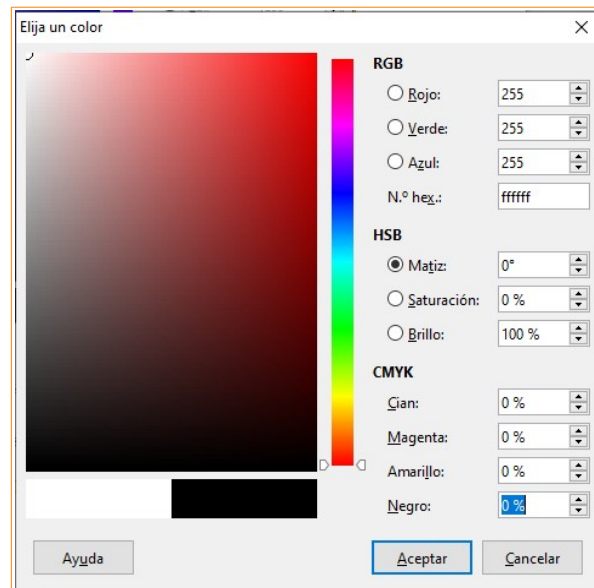 Elija un color
RGB
Rojo: 255
Verde: 255
Azul: 255
N.º hex.: ffffff
HSB
Matiz: 0°
Saturación: 0 %
Brillo: 100 %
CMYK
Cian: 0 %
Magenta: 0 %
Amarillo: 0 %
Negro: 0 %
Ayuda Aceptar Cancelar